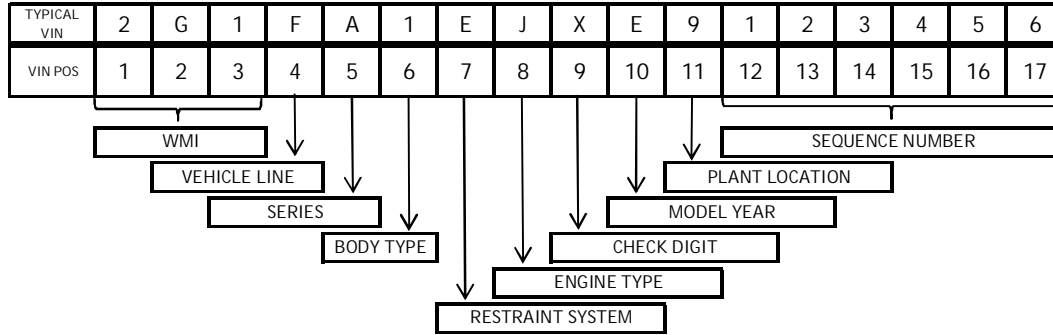 TYPICAL VIN 2 G 1 F A 1 E J X E 9 1 2 3 4 5 6
VIN POS 1 2 3 4 5 6 7 8 9 10 11 12 13 14 15 16 17
WMI SEQUENCE NUMBER
VEHICLE LINE PLANT LOCATION
SERIES MODEL YEAR
BODY TYPE CHECK DIGIT
ENGINE TYPE
RESTRAINT SYSTEM